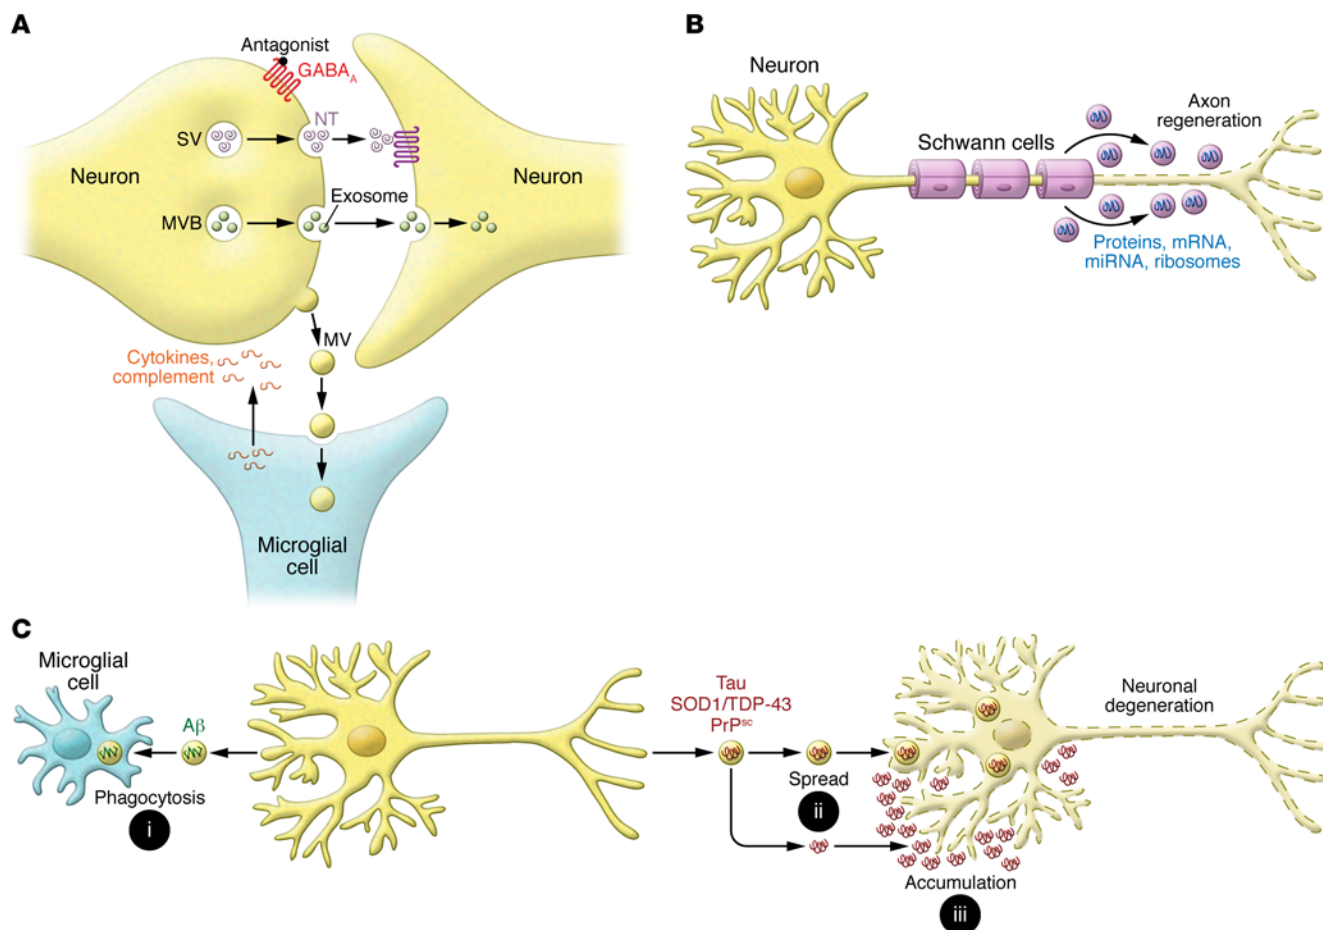 A
Antagonist
GABAA
SV
NT
Neuron
Neuron
Exosome
MVB
MV
Cytokines,
complement
Microglial
cell
B
Neuron
Schwann cells
Axon
regeneration
Proteins, mRNA,
miRNA, ribosomes
C
Microglial
cell
Aβ
Phagocytosis
i
Tau
SOD1/TDP-43
PrPsc
Spread
ii
Neuronal
degeneration
Accumulation
iii